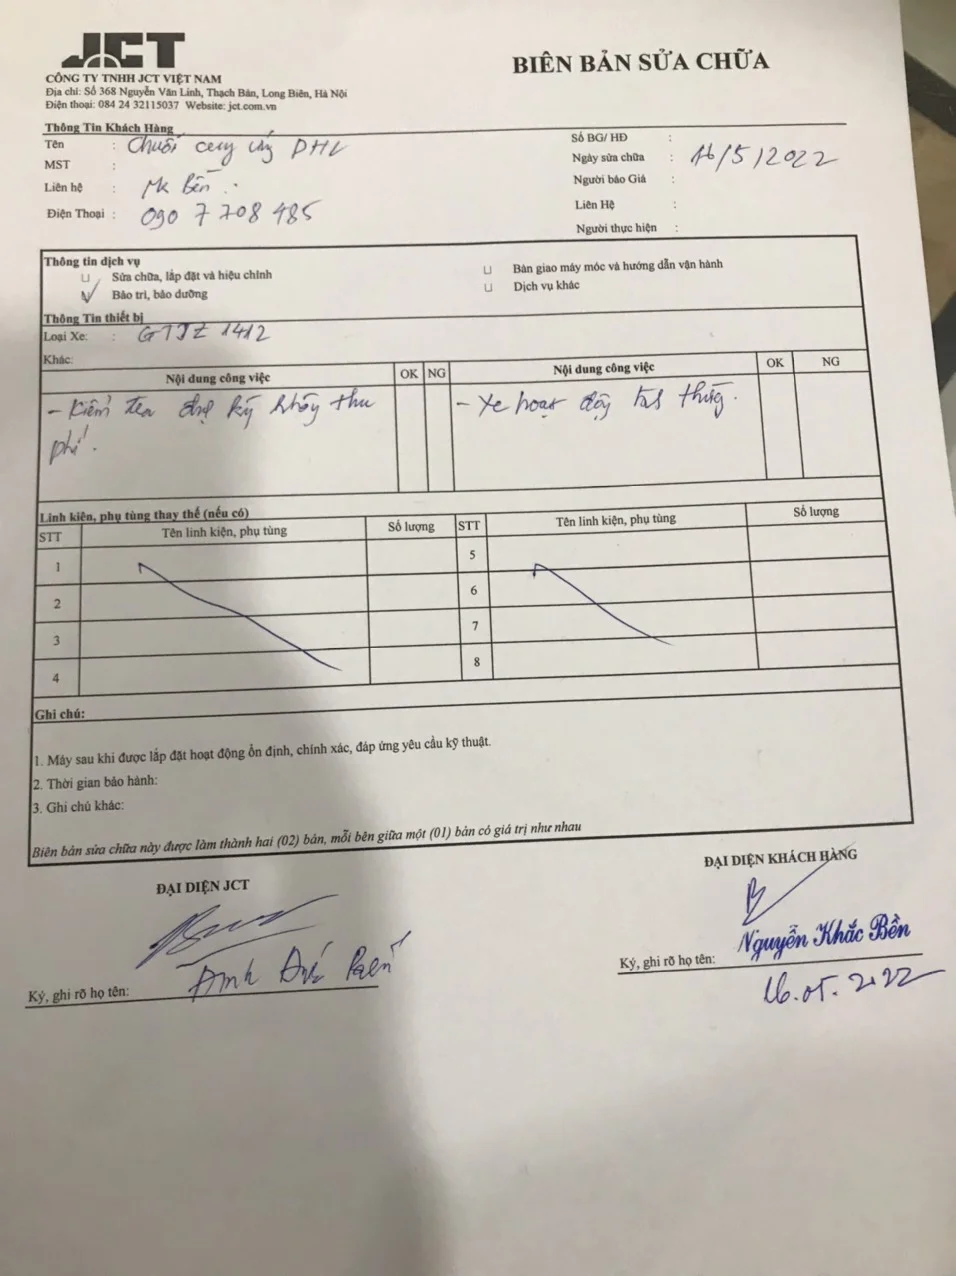 JCT
CÔNG TY TNHH JCT VIỆT NAM
Địa chỉ: Số 368 Nguyễn Văn Linh, Thạch Bàn, Long Biên, Hà Nội
Điện thoại: 084 24 32115037 Website: jct.com.vn
BIÊN BẢN SỬA CHỮA
Thông Tin Khách Hàng
Tên : Chuỗi cung ứng DHL
MST :
Liên hệ : Mr Bền
Điện Thoại : 090 7 708 485
Số BG/ HĐ :
Ngày sửa chữa : 16/5/2022
Người báo Giá :
Liên Hệ :
Người thực hiện :
Thông tin dịch vụ
Sửa chữa, lắp đặt và hiệu chỉnh
Bảo trì, bảo dưỡng
Bàn giao máy móc và hướng dẫn vận hành
Dịch vụ khác
Thông Tin thiết bị
Loại Xe: :  1412
Khác:
Nội dung công việc OK NG Nội dung công việc OK NG
- Kiểm tra định kỳ không thu - Xe hoạt động bình thường.
phí.
Linh kiện, phụ tùng thay thế (nếu có)
STT Tên linh kiện, phụ tùng Số lượng STT Tên linh kiện, phụ tùng Số lượng
1 5
2 6
3 7
4 8
Ghi chú:
1. Máy sau khi được lắp đặt hoạt động ổn định, chính xác, đáp ứng yêu cầu kỹ thuật.
2. Thời gian bảo hành:
3. Ghi chú khác:
Biên bản sửa chữa này được làm thành hai (02) bản, mỗi bên giữa một (01) bản có giá trị như nhau
ĐẠI DIỆN JCT
Ký, ghi rõ họ tên: Đinh Đức
ĐẠI DIỆN KHÁCH HÀNG
Ký, ghi rõ họ tên: Nguyễn Khắc Bền
16.05.2022